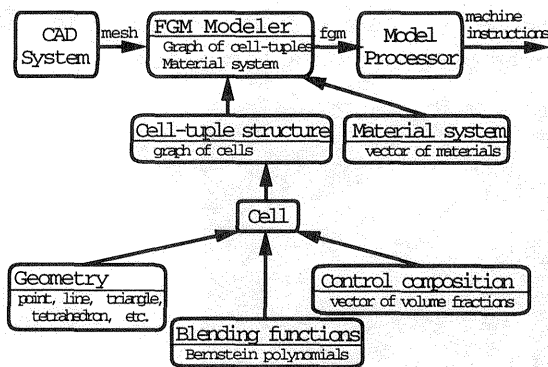 CAD
System
mesh
FGM Modeler
Graph of cell-tuples
Material system
fgm
Model
Processor
machine
instructions
Cell-tuple structure
graph of cells
Material system
vector of materials
Cell
Geometry
point, line, triangle,
tetrahedron, etc.
Blending functions
Bernstein polynomials
Control composition
vector of volume fractions